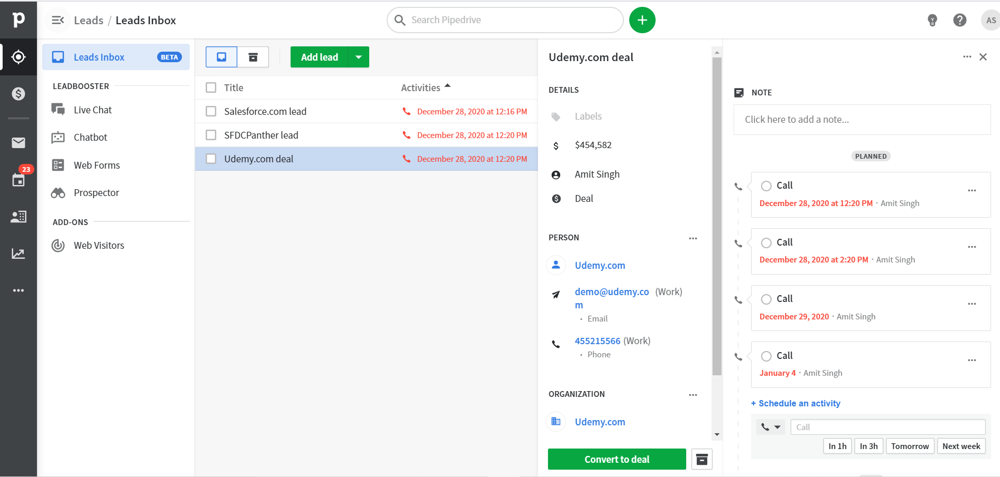 p
Leads / Leads Inbox
Search Pipedrive
AS
Leads Inbox BETA
LEADBOOSTER
Live Chat
Chatbot
Web Forms
Prospector
ADD-ONS
Web Visitors
23
Add lead
Title Activities
Salesforce.com lead December 28, 2020 at 12:16 PM
SFDCPanther lead December 28, 2020 at 12:20 PM
Udemy.com deal December 28, 2020 at 12:20 PM
Udemy.com deal
DETAILS
Labels
$ $454,582
Amit Singh
Deal
PERSON
Udemy.com
demo@udemy.co (Work)
m
• Email
455215566 (Work)
• Phone
ORGANIZATION
Udemy.com
Convert to deal
NOTE
Click here to add a note...
PLANNED
Call
December 28, 2020 at 12:20 PM · Amit Singh
Call
December 28, 2020 at 2:20 PM · Amit Singh
Call
December 29, 2020 · Amit Singh
Call
January 4 · Amit Singh
+ Schedule an activity
Call
In 1h In 3h Tomorrow Next week